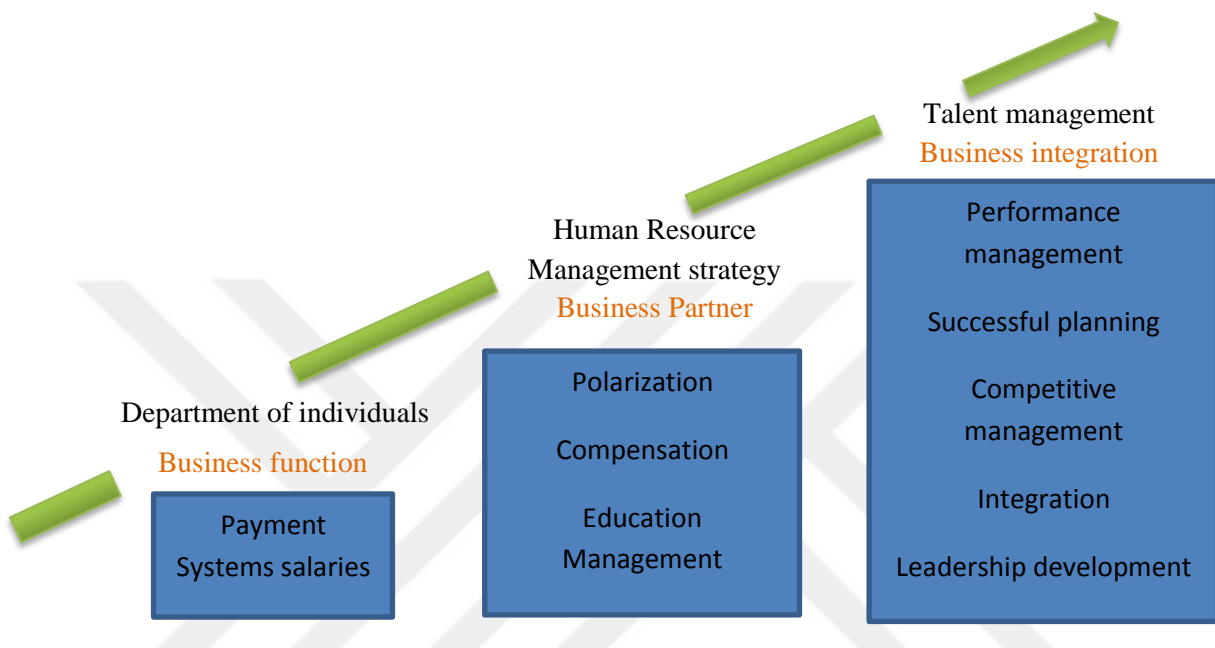 Department of individuals
Business function
Payment
Systems salaries
Human Resource
Management strategy
Business Partner
Polarization
Compensation
Education
Management
Talent management
Business integration
Performance
management
Successful planning
Competitive
management
Integration
Leadership development